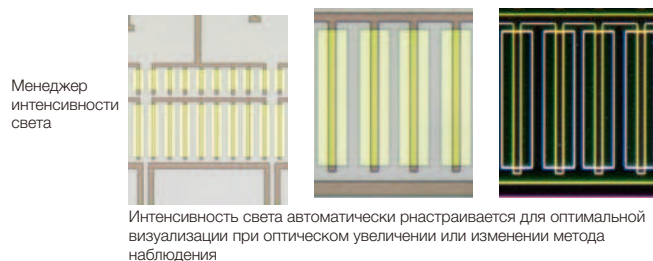 Менеджер
интенсивности
света
Интенсивность света автоматически рнастраивается для оптимальной
визуализации при оптическом увеличении или изменении метода
наблюдения